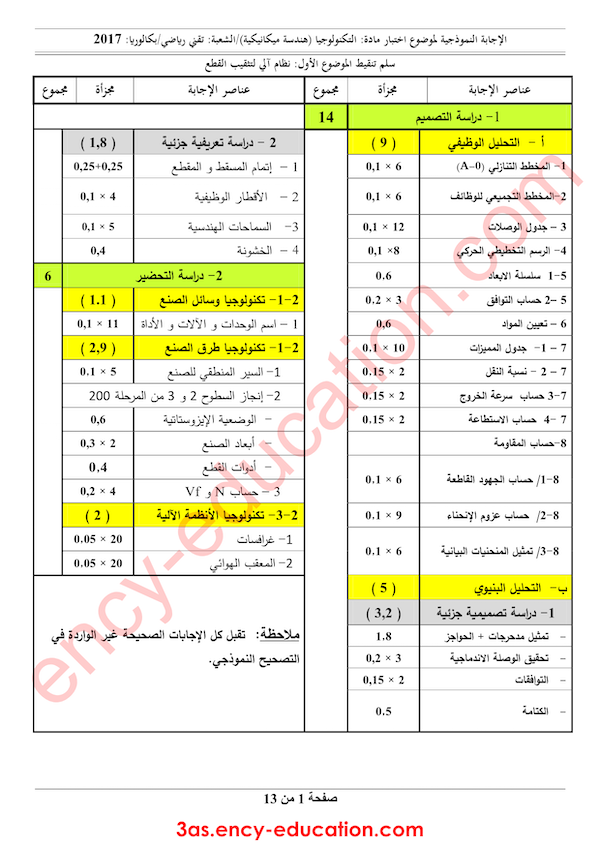 الإجابة النموذجية لموضوع اختبار مادة: التكنولوجيا (هندسة ميكانيكية)/الشعبة: تقني رياضي/بكالوريا: 2017
سلم تنقيط الموضوع الأول: نظام آلي لتثقيب القطع
عناصر الإجابة مجزأة مجموع
1- دراسة التصميم 14
أ - التحليل الوظيفي ( 9 )
1- المخطط التنازلي (A-0) 6 × 0,1
2-المخطط التجميعي للوظائف 6 × 0,1
3 - جدول الوصلات 12 × 0,1
4- الرسم التخطيطي الحركي 8× 0,1
5-1 سلسلة الابعاد 0.6
5 -2 حساب التوافق 3 × 0.2
6 - تعيين المواد 0,6
7 - 1- جدول المميزات 10 × 0.1
7 - 2 - نسبة النقل 2 × 0.15
7-3 حساب سرعة الخروج 2 × 0.15
7 -4 حساب الاستطاعة 2 × 0.15
8-حساب المقاومة
8-1/ حساب الجهود القاطعة 6 × 0.1
8-2/ حساب عزوم الإنحناء 9 × 0.1
8-3/ تمثيل المنحنيات البيانية 6 × 0.1
ب- التحليل البنيوي ( 5 )
1- دراسة تصميمية جزئية ( 3,2 )
- تمثيل مدحرجات + الحواجز 1.8
- تحقيق الوصلة الاندماجية 3 × 0,2
- التوافقات 2 × 0,15
- الكتامة 0.5
عناصر الإجابة مجزأة مجموع
2 - دراسة تعريفية جزئية ( 1,8 )
1 - إتمام المسقط و المقطع 0,25+0,25
2 - الأقطار الوظيفية 4 × 0,1
3- السماحات الهندسية 5 × 0,1
4 - الخشونة 0,4
2- دراسة التحضير 6
2-1- تكنولوجيا وسائل الصنع ( 1.1 )
1 - اسم الوحدات و الآلات و الأداة 11 × 0,1
2-1- تكنولوجيا طرق الصنع ( 2,9 )
1- السير المنطقي للصنع 5 × 0.1
2- إنجاز السطوح 2 و 3 من المرحلة 200
- الوضعية الإيزوستاتية 0,6
- أبعاد الصنع 2 × 0,3
- أدوات القطع 0,4
3 - حساب N و Vf 4 × 0,2
2-3- تكنولوجيا الأنظمة الآلية ( 2 )
1- غرافسات 20 × 0.05
2- المعقب الهوائي 20 × 0.05
ملاحظة: تقبل كل الإجابات الصحيحة غير الواردة في
التصحيح النموذجي.
ency-education.com
صفحة 1 من 13
3as.ency-education.com